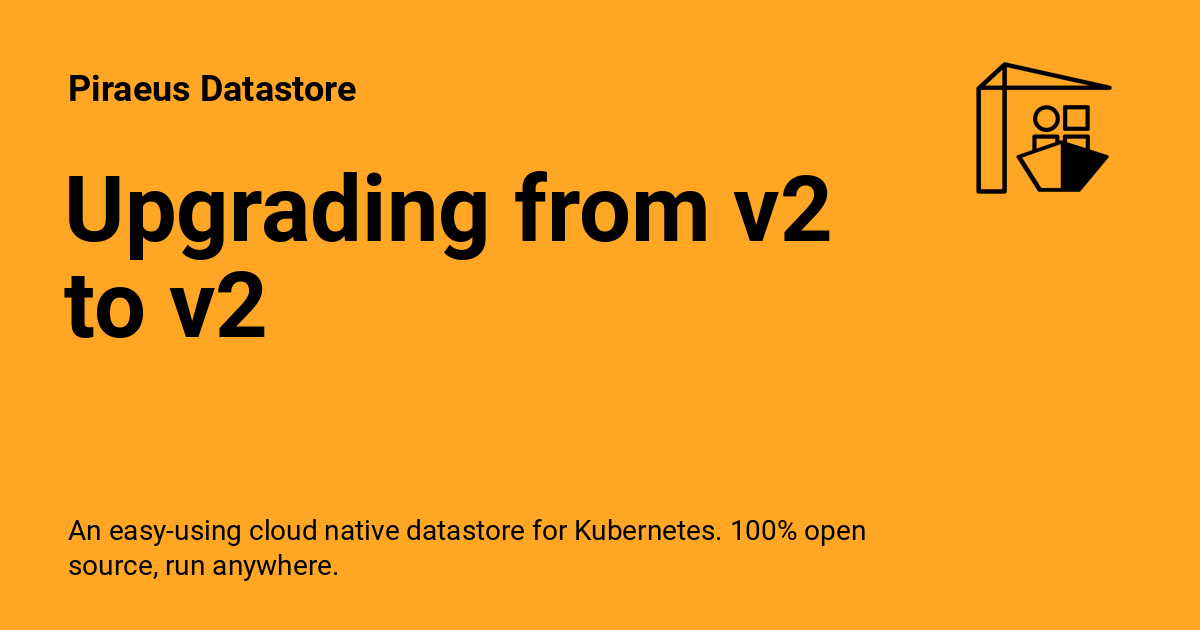 Piraeus Datastore
Upgrading from v2
to v2
An easy-using cloud native datastore for Kubernetes. 100% open
source, run anywhere.